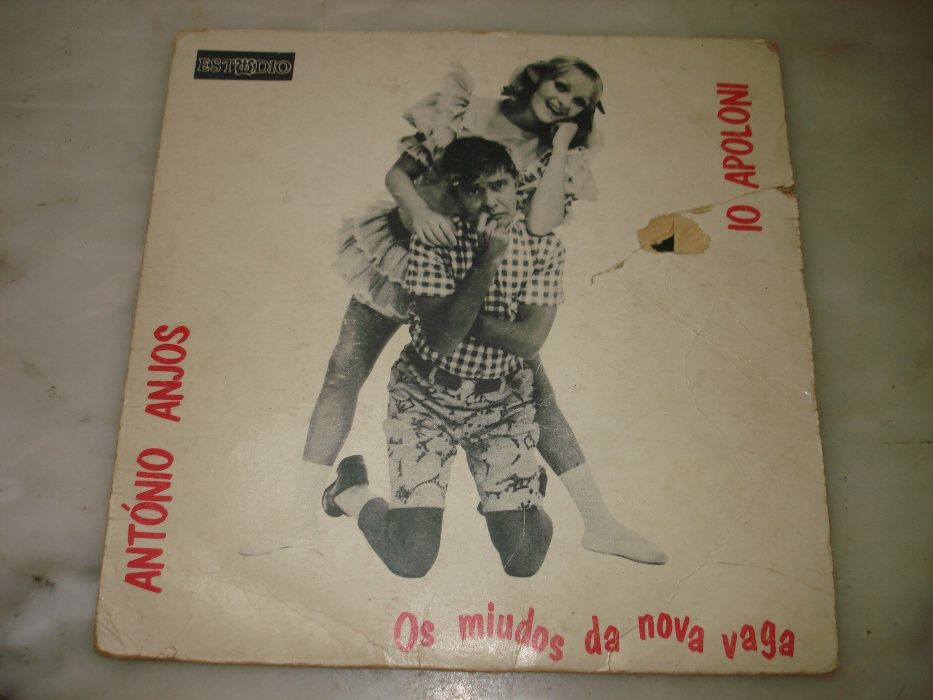 ESTÚDIO
IO APOLONI
ANTÓNIO ANJOS
Os miudos da nova vaga